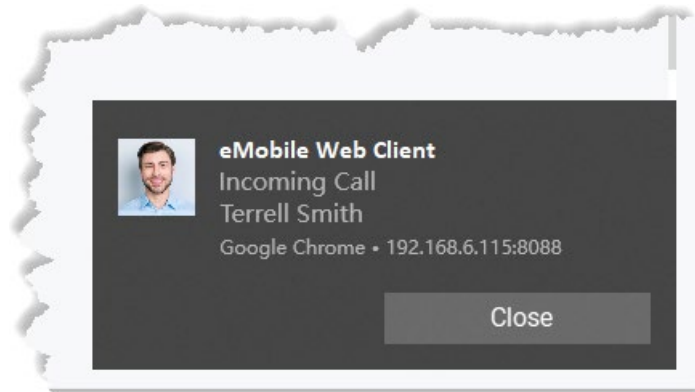 eMobile Web Client
Incoming Call
Terrell Smith
Google Chrome • 192.168.6.115:8088
Close